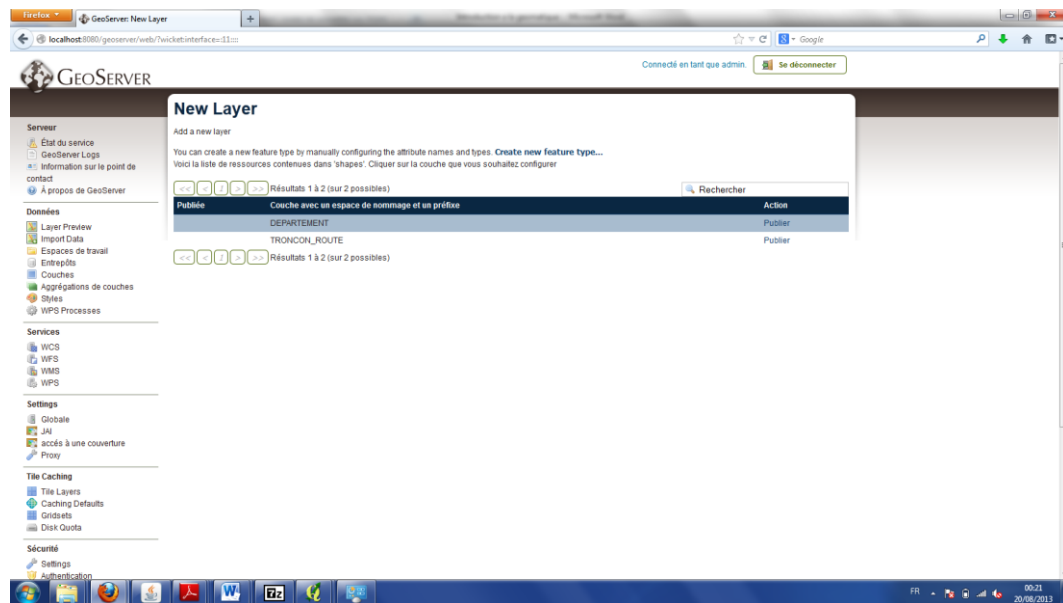 Firefox
GeoServer: New Layer
localhost:8080/geoserver/web/?wicket:interface=:11::::
Google
GEOSERVER
Connecté en tant que admin.
Se déconnecter
New Layer
Add a new layer
You can create a new feature type by manually configuring the attribute names and types. Create new feature type...
Voici la liste de ressources contenues dans 'shapes'. Cliquer sur la couche que vous souhaitez configurer
<< < 1 > >> Résultats 1 à 2 (sur 2 possibles)
Rechercher
Publiée Couche avec un espace de nommage et un préfixe Action
DEPARTEMENT Publier
TRONCON_ROUTE Publier
<< < 1 > >> Résultats 1 à 2 (sur 2 possibles)
Serveur
État du service
GeoServer Logs
Information sur le point de
contact
À propos de GeoServer
Données
Layer Preview
Import Data
Espaces de travail
Entrepôts
Couches
Aggrégations de couches
Styles
WPS Processes
Services
WCS
WFS
WMS
WPS
Settings
Globale
JAI
accés à une couverture
Proxy
Tile Caching
Tile Layers
Caching Defaults
Gridsets
Disk Quota
Sécurité
Settings
Authentication
FR
00:21
20/08/2013